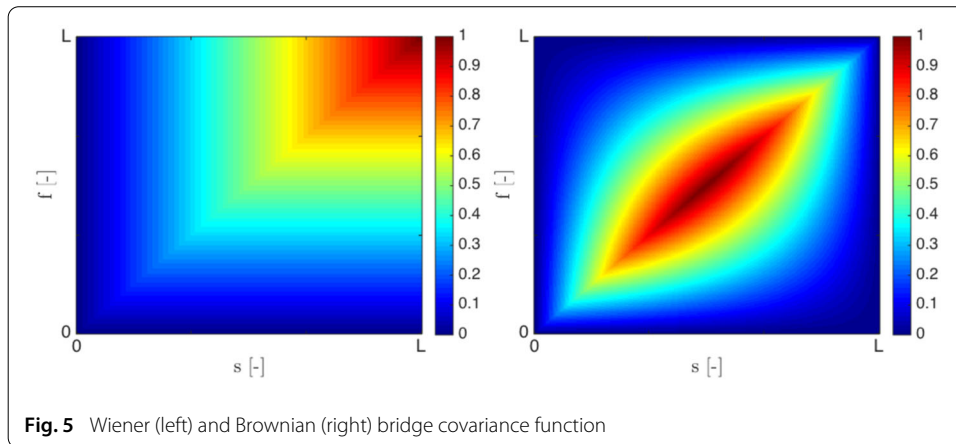 L
f [-]
0
0
L
s [-]
1
0.9
0.8
0.7
0.6
0.5
0.4
0.3
0.2
0.1
0
L
f [-]
0
0
L
s [-]
1
0.9
0.8
0.7
0.6
0.5
0.4
0.3
0.2
0.1
0
Fig. 5 Wiener (left) and Brownian (right) bridge covariance function